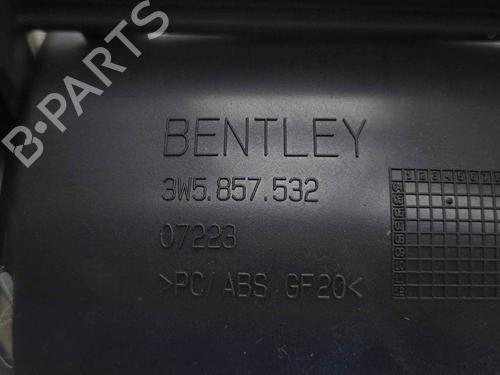 B-PARTS
BENTLEY
3W5.857.532
07223
>PC/ABS GF20<